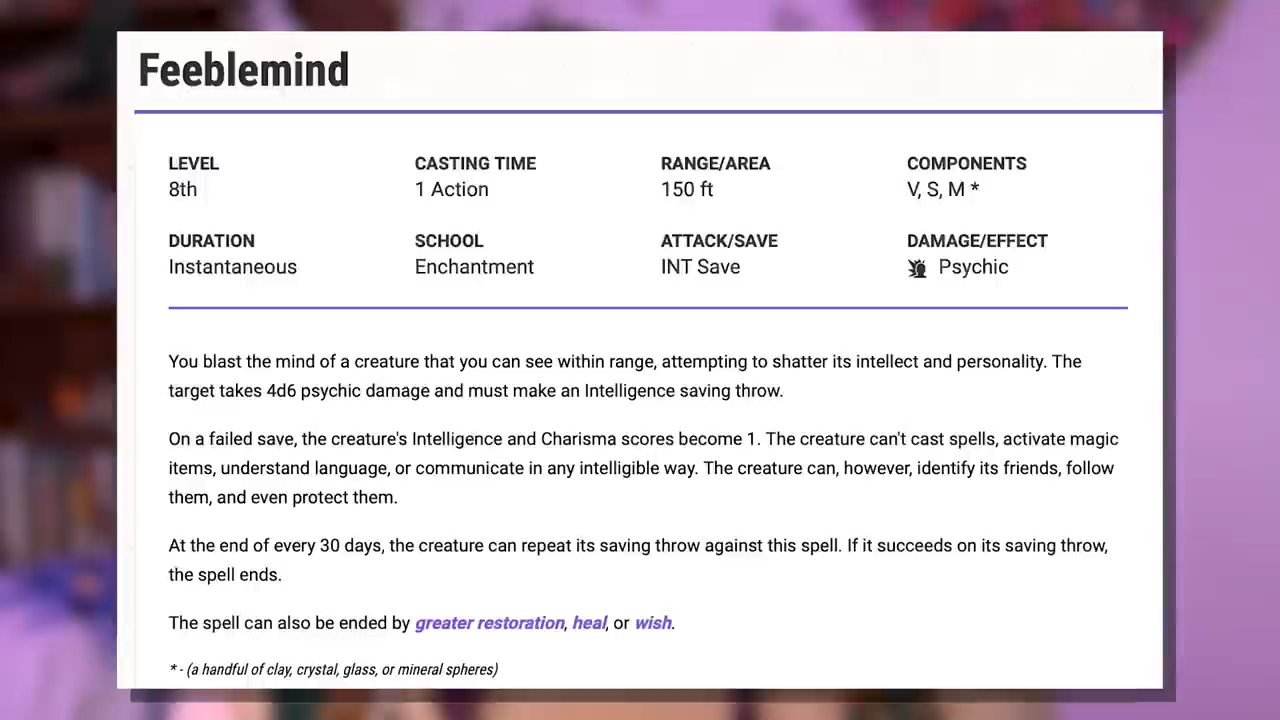 Feeblemind
LEVEL CASTING TIME RANGE/AREA COMPONENTS
8th 1 Action 150 ft V, S, M *
DURATION SCHOOL ATTACK/SAVE DAMAGE/EFFECT
Instantaneous Enchantment INT Save Psychic
You blast the mind of a creature that you can see within range, attempting to shatter its intellect and personality. The
target takes 4d6 psychic damage and must make an Intelligence saving throw.
On a failed save, the creature's Intelligence and Charisma scores become 1. The creature can't cast spells, activate magic
items, understand language, or communicate in any intelligible way. The creature can, however, identify its friends, follow
them, and even protect them.
At the end of every 30 days, the creature can repeat its saving throw against this spell. If it succeeds on its saving throw,
the spell ends.
The spell can also be ended by greater restoration, heal, or wish.
* - (a handful of clay, crystal, glass, or mineral spheres)